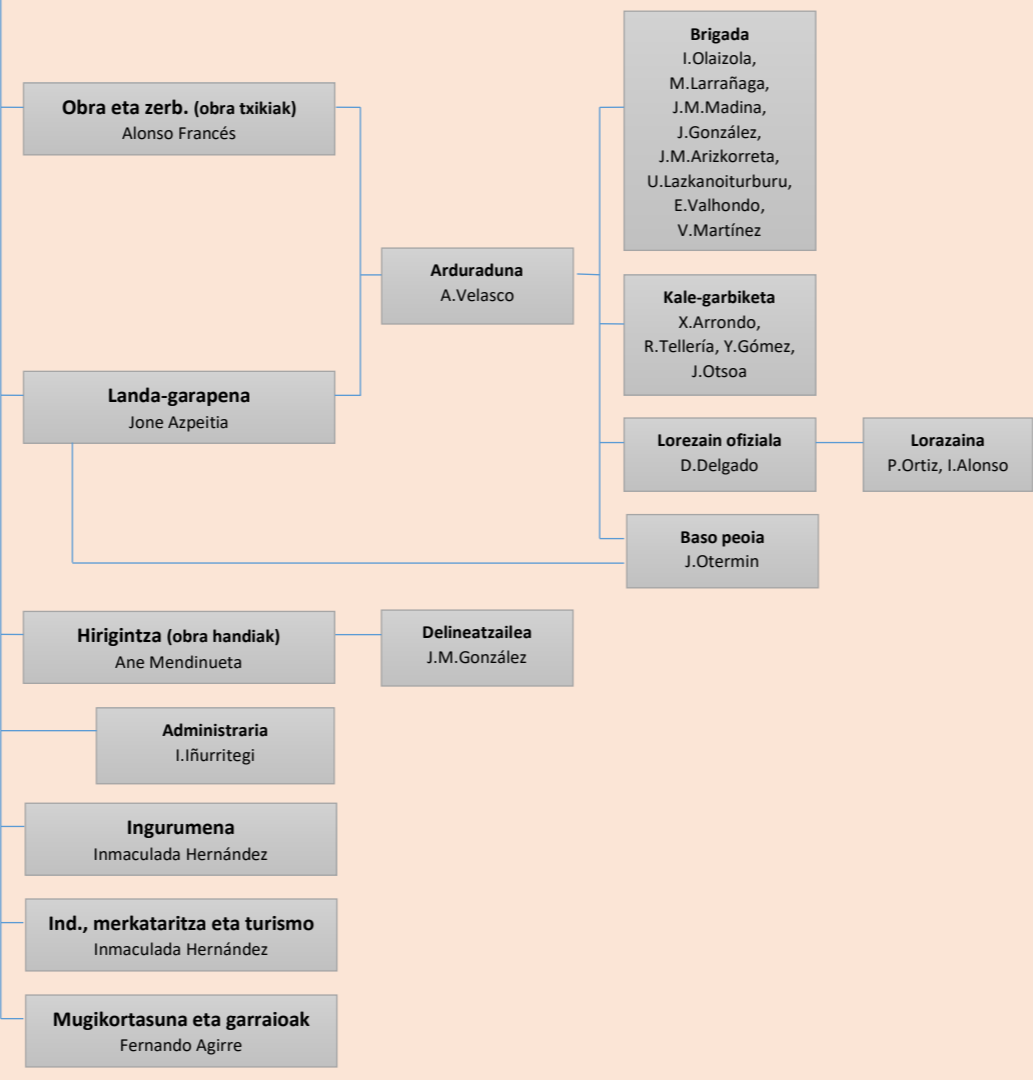 Brigada
I.Olaizola,
M.Larrañaga,
J.M.Madina,
J.González,
J.M.Arizkorreta,
U.Lazkanoiturburu,
E.Valhondo,
V.Martínez
Obra eta zerb. (obra txikiak)
Alonso Francés
Arduraduna
A.Velasco
Kale-garbiketa
X.Arrondo,
R.Tellería, Y.Gómez,
J.Otsoa
Landa-garapena
Jone Azpeitia
Lorezain ofiziala
D.Delgado
Lorazaina
P.Ortiz, I.Alonso
Baso peoia
J.Otermin
Hirigintza (obra handiak)
Ane Mendinueta
Delineatzailea
J.M.González
Administraria
I.Iñurritegi
Ingurumena
Inmaculada Hernández
Ind., merkataritza eta turismo
Inmaculada Hernández
Mugikortasuna eta garraioak
Fernando Agirre